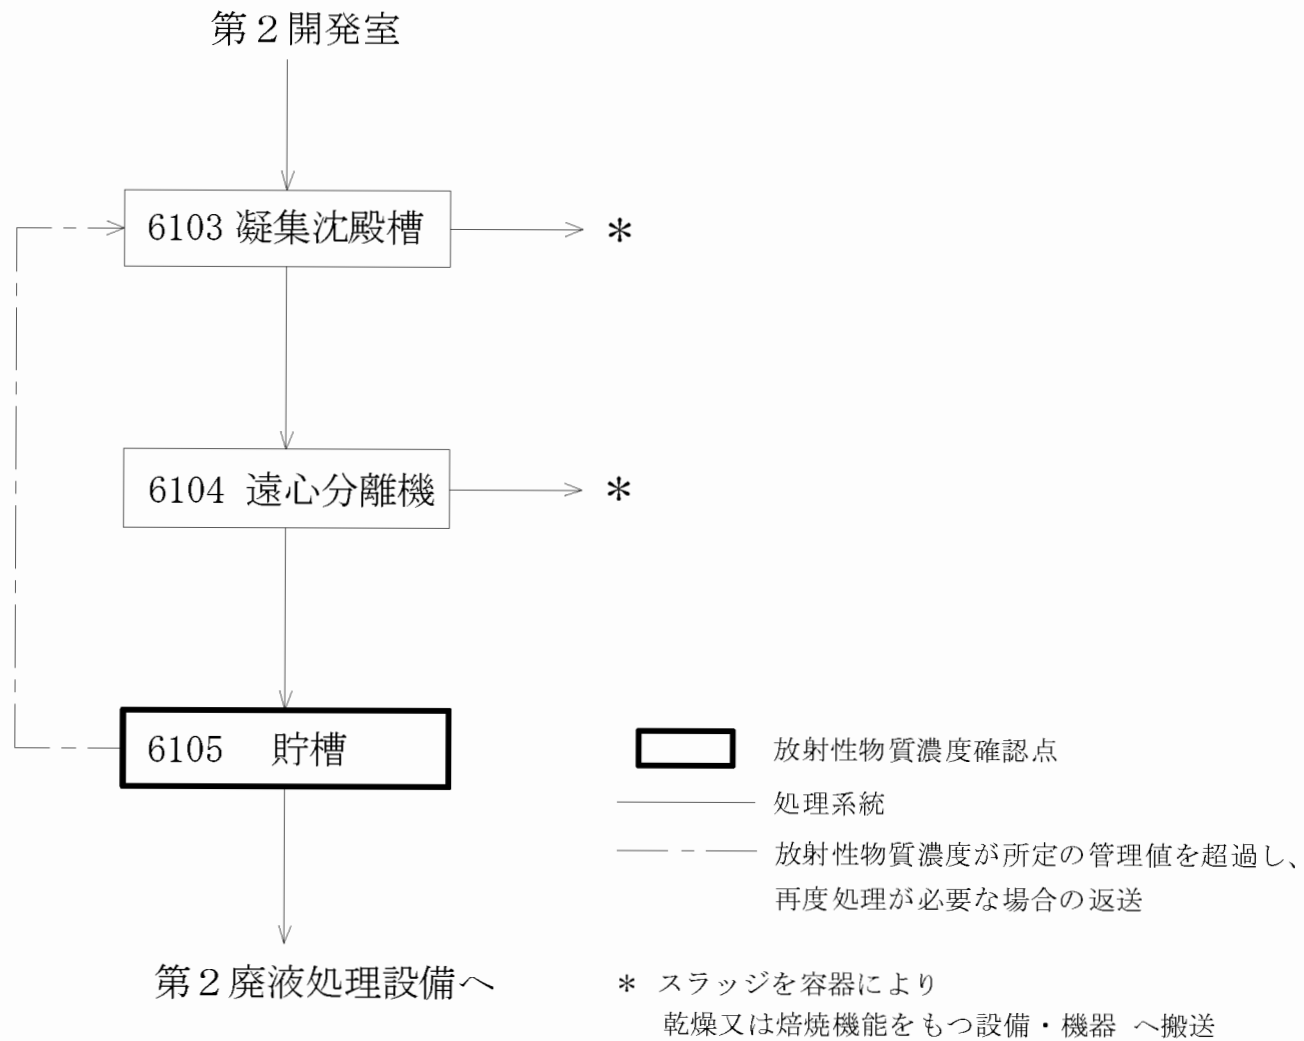 第２開発室
6103 凝集沈殿槽
＊
6104 遠心分離機
＊
6105 貯槽
第２廃液処理設備へ
放射性物質濃度確認点
処理系統
放射性物質濃度が所定の管理値を超過し、
再度処理が必要な場合の返送
＊ スラッジを容器により
乾燥又は焙焼機能をもつ設備・機器 へ搬送